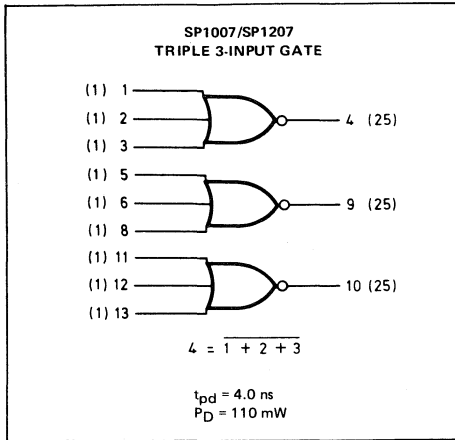 SP1007/SP1207
TRIPLE 3-INPUT GATE
(1) 1
(1) 2
(1) 3
4 (25)
(1) 5
(1) 6
(1) 8
9 (25)
(1) 11
(1) 12
(1) 13
10 (25)
4 = 1 + 2 + 3
tpd = 4.0 ns
PD = 110 mW